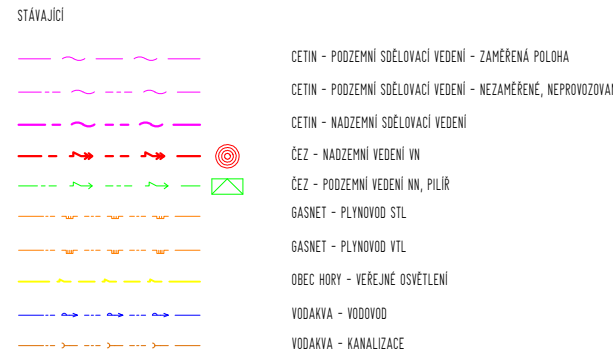 STÁVAJÍCÍ
CETIN - PODZEMNÍ SDĚLOVACÍ VEDENÍ - ZAMĚŘENÁ POLOHA
CETIN - PODZEMNÍ SDĚLOVACÍ VEDENÍ - NEZAMĚŘENÉ,
CETIN - NADZEMNÍ SDĚLOVACÍ VEDENÍ
ČEZ - NADZEMNÍ VEDENÍ VN
ČEZ - PODZEMNÍ VEDENÍ NN, PILÍŘ
GASNET - PLYNOVOD STL
GASNET - PLYNOVOD VTL
OBEC HORY - VEŘEJNÉ OSVĚTLENÍ
VODAKVA - VODOVOD
VODAKVA - KANALIZACE